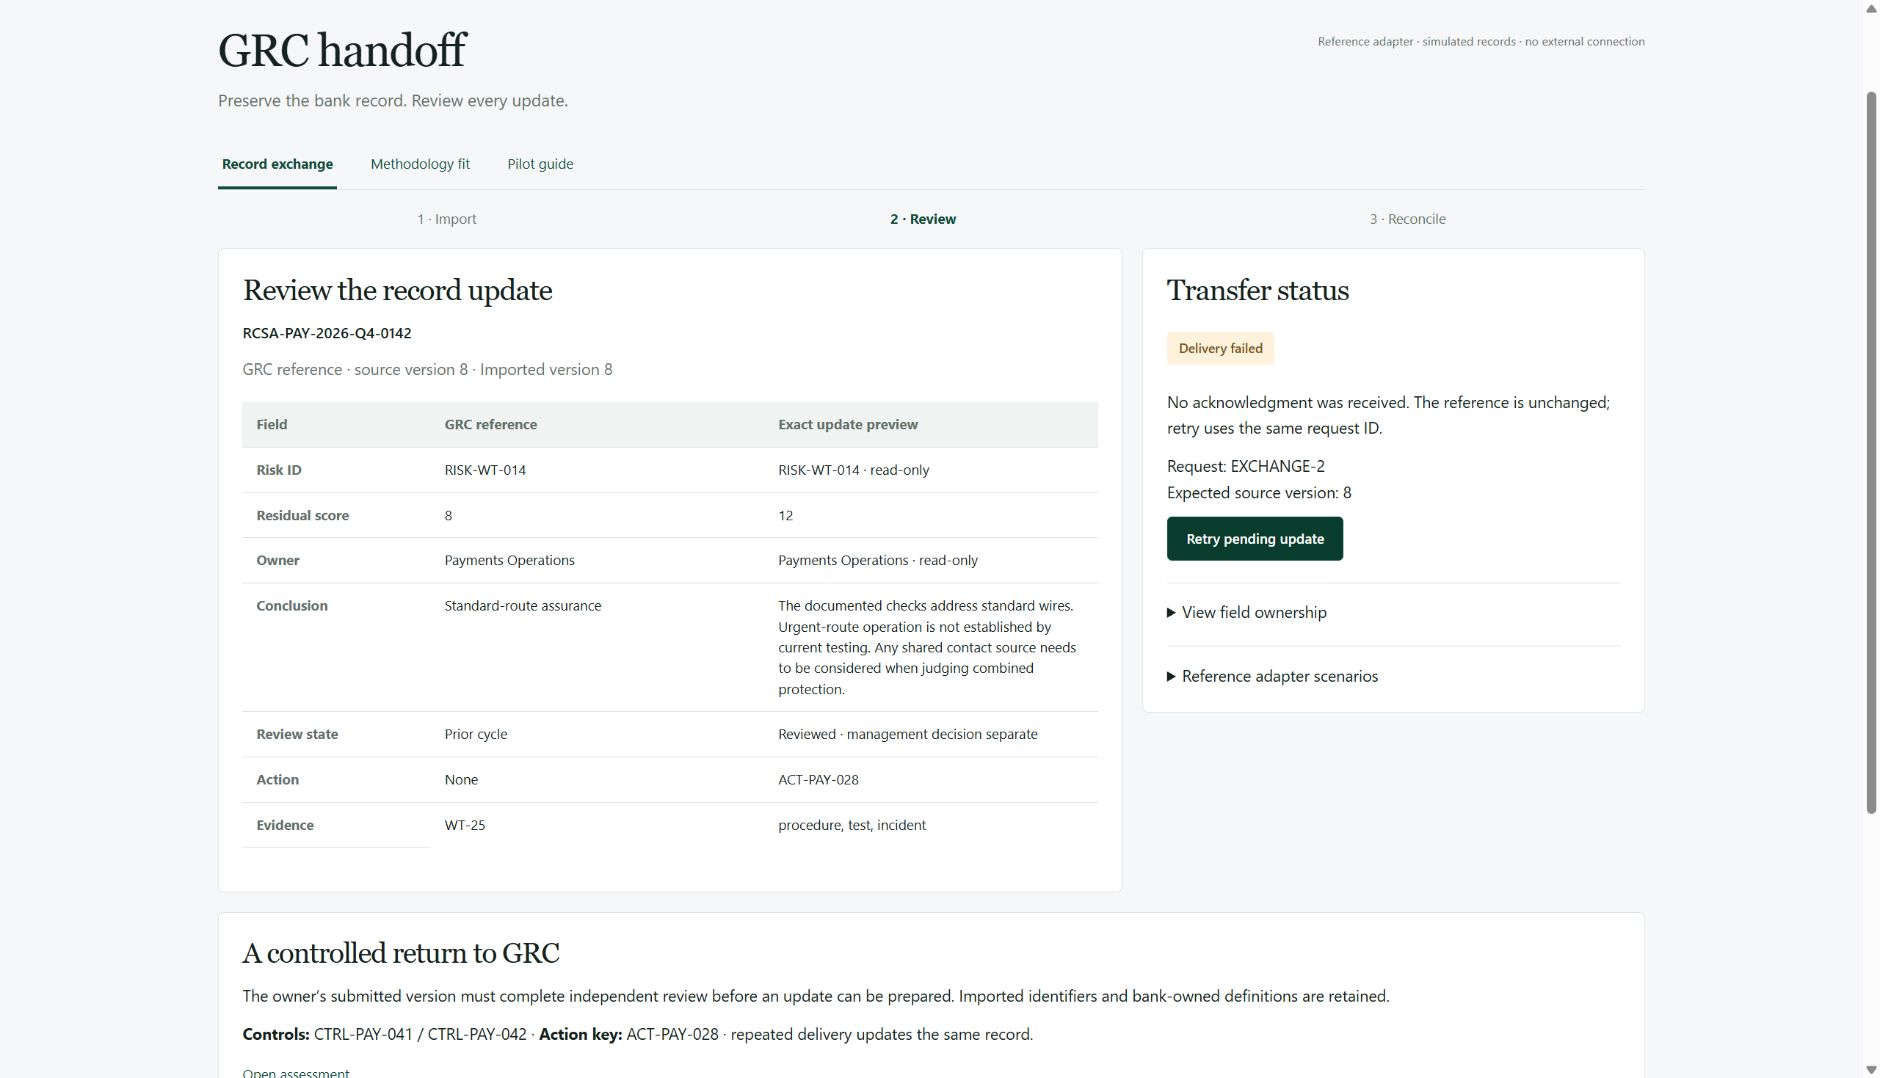 GRC handoff
Reference adapter · simulated records · no external connection
Preserve the bank record. Review every update.
Record exchange
Methodology fit
Pilot guide
1 · Import
2 · Review
3 · Reconcile
Review the record update
RCSA-PAY-2026-Q4-0142
GRC reference · source version 8 · Imported version 8
Field GRC reference Exact update preview
Risk ID RISK-WT-014 RISK-WT-014 · read-only
Residual score 8 12
Owner Payments Operations Payments Operations · read-only
Conclusion Standard-route assurance The documented checks address standard wires.
Urgent-route operation is not established by
current testing. Any shared contact source needs
to be considered when judging combined
protection.
Review state Prior cycle Reviewed · management decision separate
Action None ACT-PAY-028
Evidence WT-25 procedure, test, incident
Transfer status
Delivery failed
No acknowledgment was received. The reference is unchanged;
retry uses the same request ID.
Request: EXCHANGE-2
Expected source version: 8
Retry pending update
▶ View field ownership
▶ Reference adapter scenarios
A controlled return to GRC
The owner’s submitted version must complete independent review before an update can be prepared. Imported identifiers and bank-owned definitions are retained.
Controls: CTRL-PAY-041 / CTRL-PAY-042 · Action key: ACT-PAY-028 · repeated delivery updates the same record.
Open assessment